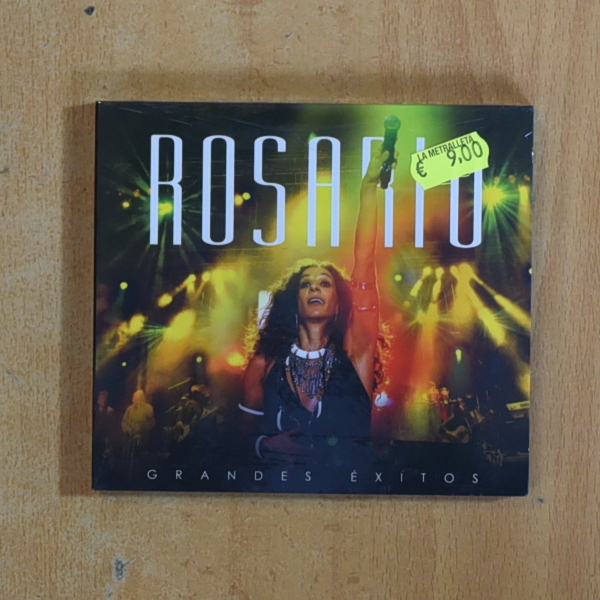 ROSARIO
LA METRALLETA
€ 9,00
GRANDES ÉXITOS